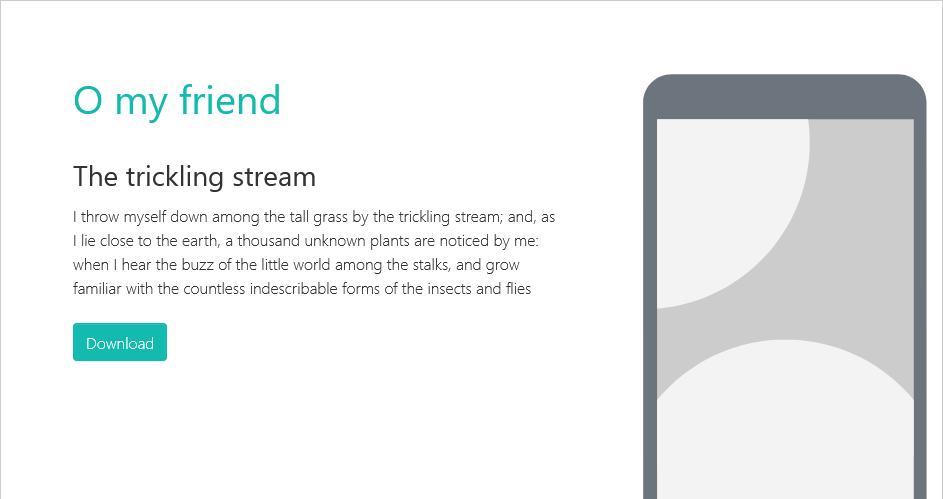 O my friend
The trickling stream
I throw myself down among the tall grass by the trickling stream; and, as
I lie close to the earth, a thousand unknown plants are noticed by me:
when I hear the buzz of the little world among the stalks, and grow
familiar with the countless indescribable forms of the insects and flies
Download